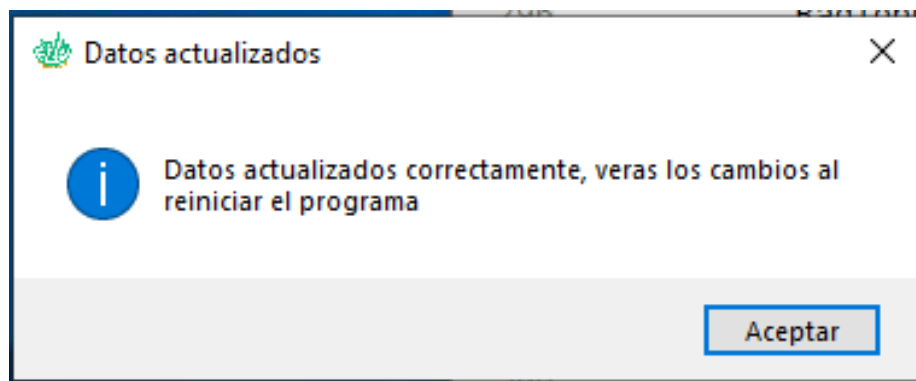 Datos actualizados
Datos actualizados correctamente, veras los cambios al
reiniciar el programa
Aceptar